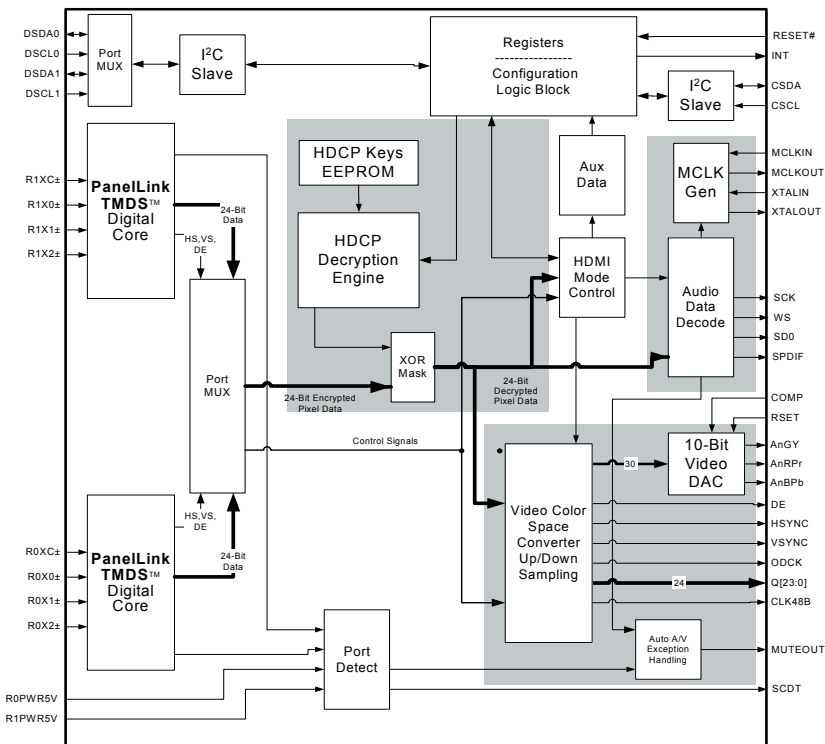 DSDA0
DSCL0
DSDA1
DSCL1
Port
MUX
I²C
Slave
Registers
----------------
Configuration
Logic Block
RESET#
INT
I²C
Slave
CSDA
CSCL
R1XC±
R1X0±
R1X1±
R1X2±
PanelLink
TMDS™
Digital
Core
24-Bit
Data
HS,VS,
DE
HDCP Keys
EEPROM
HDCP
Decryption
Engine
Aux
Data
HDMI
Mode
Control
MCLK
Gen
MCLKIN
MCLKOUT
XTALIN
XTALOUT
Audio
Data
Decode
SCK
WS
SD0
SPDIF
Port
MUX
XOR
Mask
24-Bit Encrypted
Pixel Data
24-Bit
Decrypted
Pixel Data
Control Signals
COMP
RSET
10-Bit
Video
DAC
AnGY
AnRPr
AnBPb
30
Video Color
Space
Converter
Up/Down
Sampling
DE
HSYNC
VSYNC
ODCK
24
Q[23:0]
CLK48B
R0XC±
R0X0±
R0X1±
R0X2±
PanelLink
TMDS™
Digital
Core
HS,VS,
DE
24-Bit
Data
Port
Detect
Auto A/V
Exception
Handling
MUTEOUT
SCDT
R0PWR5V
R1PWR5V